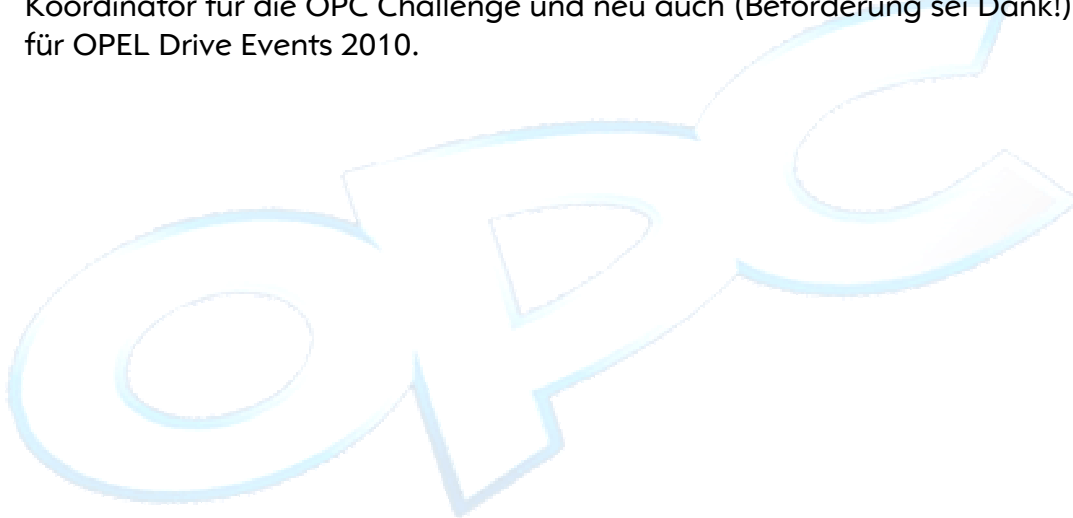 Koordinator für die OPC Challenge und neu auch (Beförderung sei Dank!)
für OPEL Drive Events 2010.
OPC